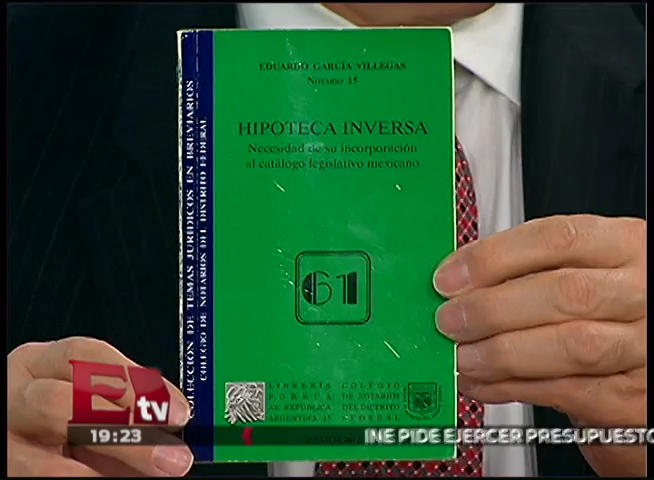 EDUARDO GARCÍA VILLEGAS
NOTARIO 15
HIPOTECA INVERSA
Necesidad de su incorporación
al catálogo legislativo mexicano
61
LIBRERÍA
PORRUA
AV. REPÚBLICA
ARGENTINA 15
COLEGIO
DE NOTARIOS
DEL DISTRITO
FEDERAL
COLECCIÓN DE TEMAS JURÍDICOS EN BREVIARIOS
COLEGIO DE NOTARIOS DEL DISTRITO FEDERAL
E tv
19:23
INE PIDE EJERCER PRESUPUESTO